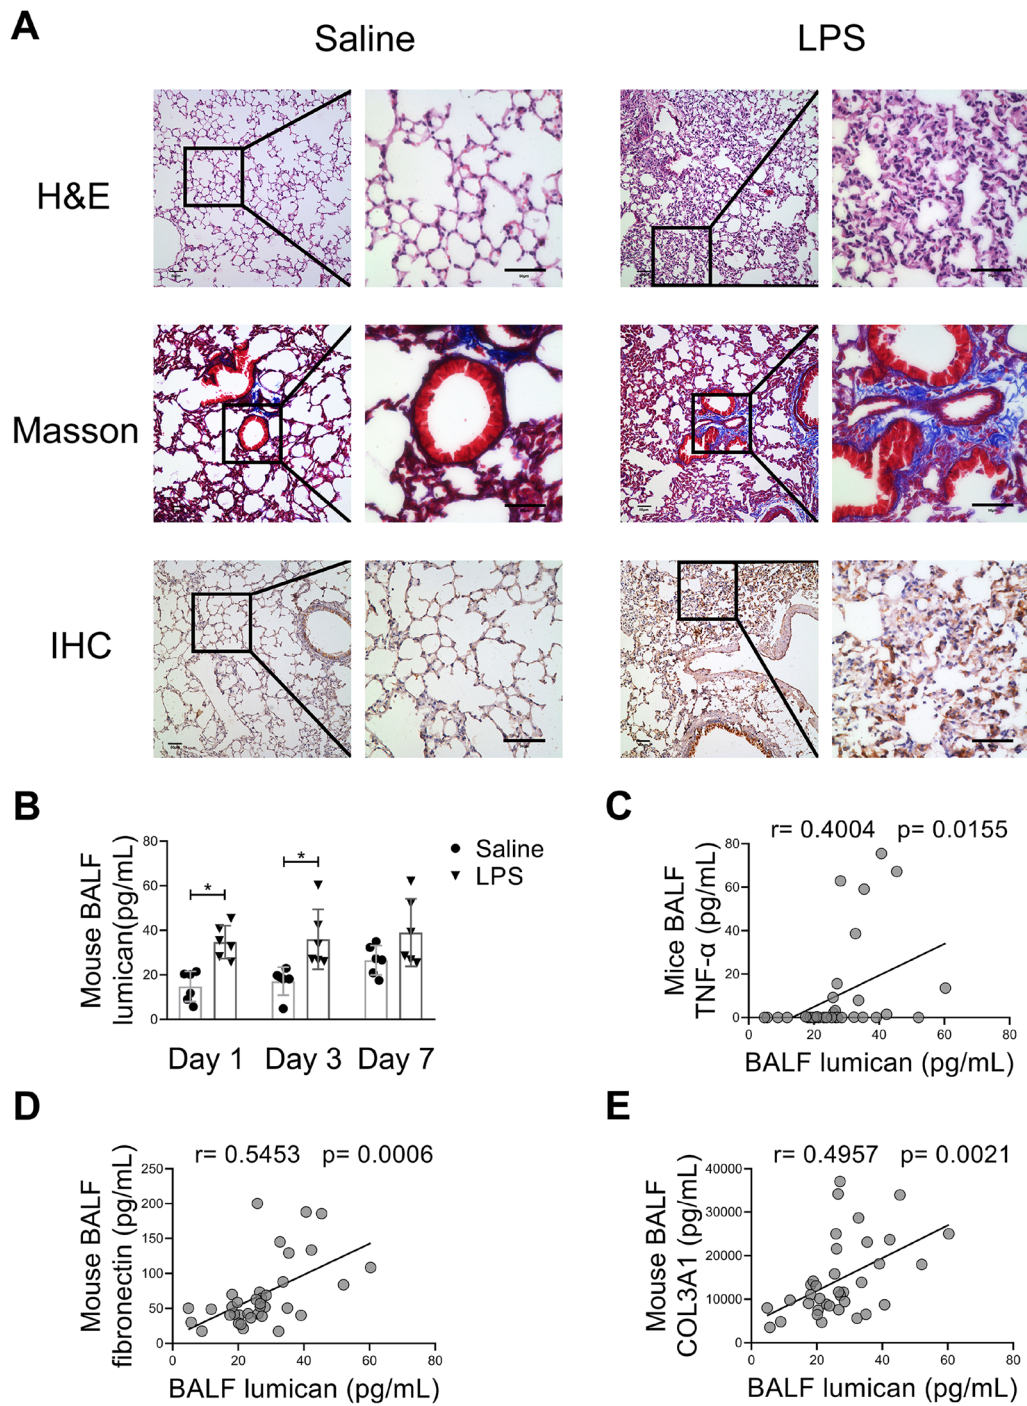 A
Saline
LPS
H&E
Masson
IHC
B
Mouse BALF
lumican(pg/mL)
80
60
40
20
0
*
*
Saline
LPS
Day 1
Day 3
Day 7
C
r= 0.4004 p= 0.0155
Mice BALF
TNF-α (pg/mL)
80
60
40
20
0
0 20 40 60 80
BALF lumican (pg/mL)
D
r= 0.5453 p= 0.0006
Mouse BALF
fibronectin (pg/mL)
250
200
150
100
50
0
0 20 40 60 80
BALF lumican (pg/mL)
E
r= 0.4957 p= 0.0021
Mouse BALF
COL3A1 (pg/mL)
40000
30000
20000
10000
0
0 20 40 60 80
BALF lumican (pg/mL)